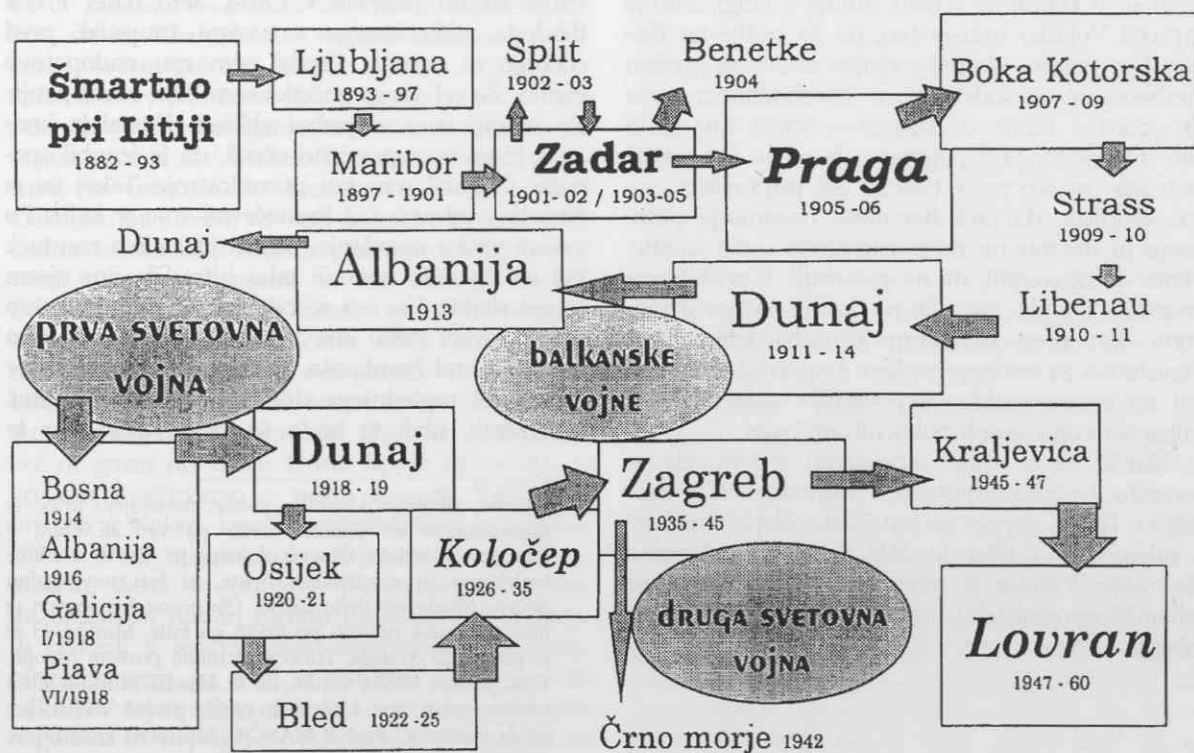 Šmartno
pri Litiji
1882 - 93
Ljubljana
1893 - 97
Maribor
1897 - 1901
Split
1902-03
Zadar
1901- 02 / 1903-05
Benetke
1904
Praga
1905 -06
Boka Kotorska
1907 -09
Strass
1909 - 10
Libenau
1910 - 11
Dunaj
1911 - 14
balkanske
vojne
Albanija
1913
Dunaj
prva svetovna
vojna
Bosna
Albanija
1916
Galicija
I/1918
Piava
VI/1918
Dunaj
1918 - 19
Osijek
1920 -21
Bled 1922 -25
Koločep
1926 - 35
Zagreb
1935 - 45
druga svetovna
vojna
Črno morje 1942
Kraljevica
1945 - 47
Lovran
1947 - 60